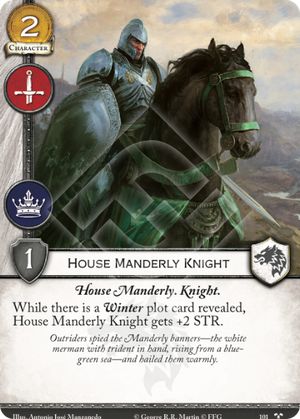 2
CHARACTER
1
HOUSE MANDERLY KNIGHT
House Manderly. Knight.
While there is a Winter plot card revealed,
House Manderly Knight gets +2 STR.
Outriders spied the Manderly banners—the white
merman with trident in hand, rising from a blue-
green sea—and hailed them warmly.
Illus. Antonio José Manzanedo
© George R.R. Martin © FFG
101